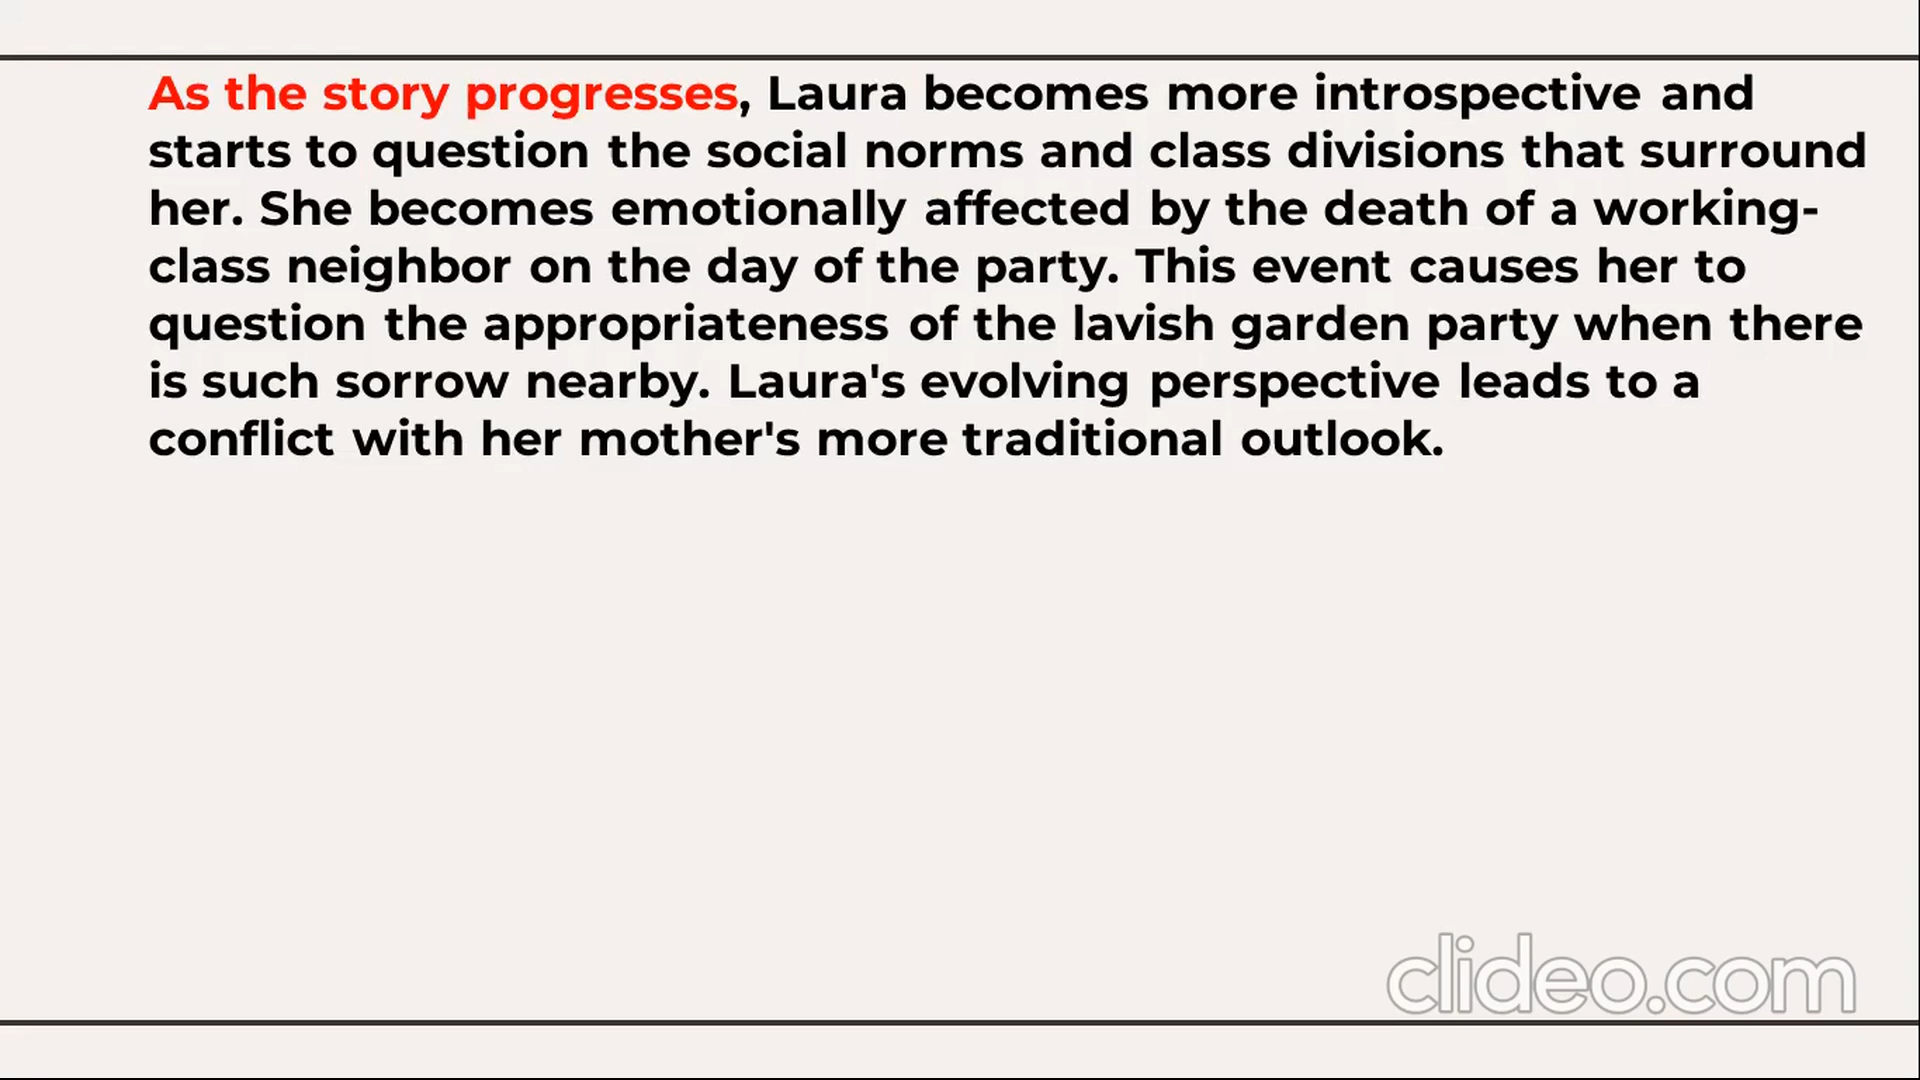 As the story progresses, Laura becomes more introspective and
starts to question the social norms and class divisions that surround
her. She becomes emotionally affected by the death of a working-
class neighbor on the day of the party. This event causes her to
question the appropriateness of the lavish garden party when there
is such sorrow nearby. Laura's evolving perspective leads to a
conflict with her mother's more traditional outlook.
clideo.com